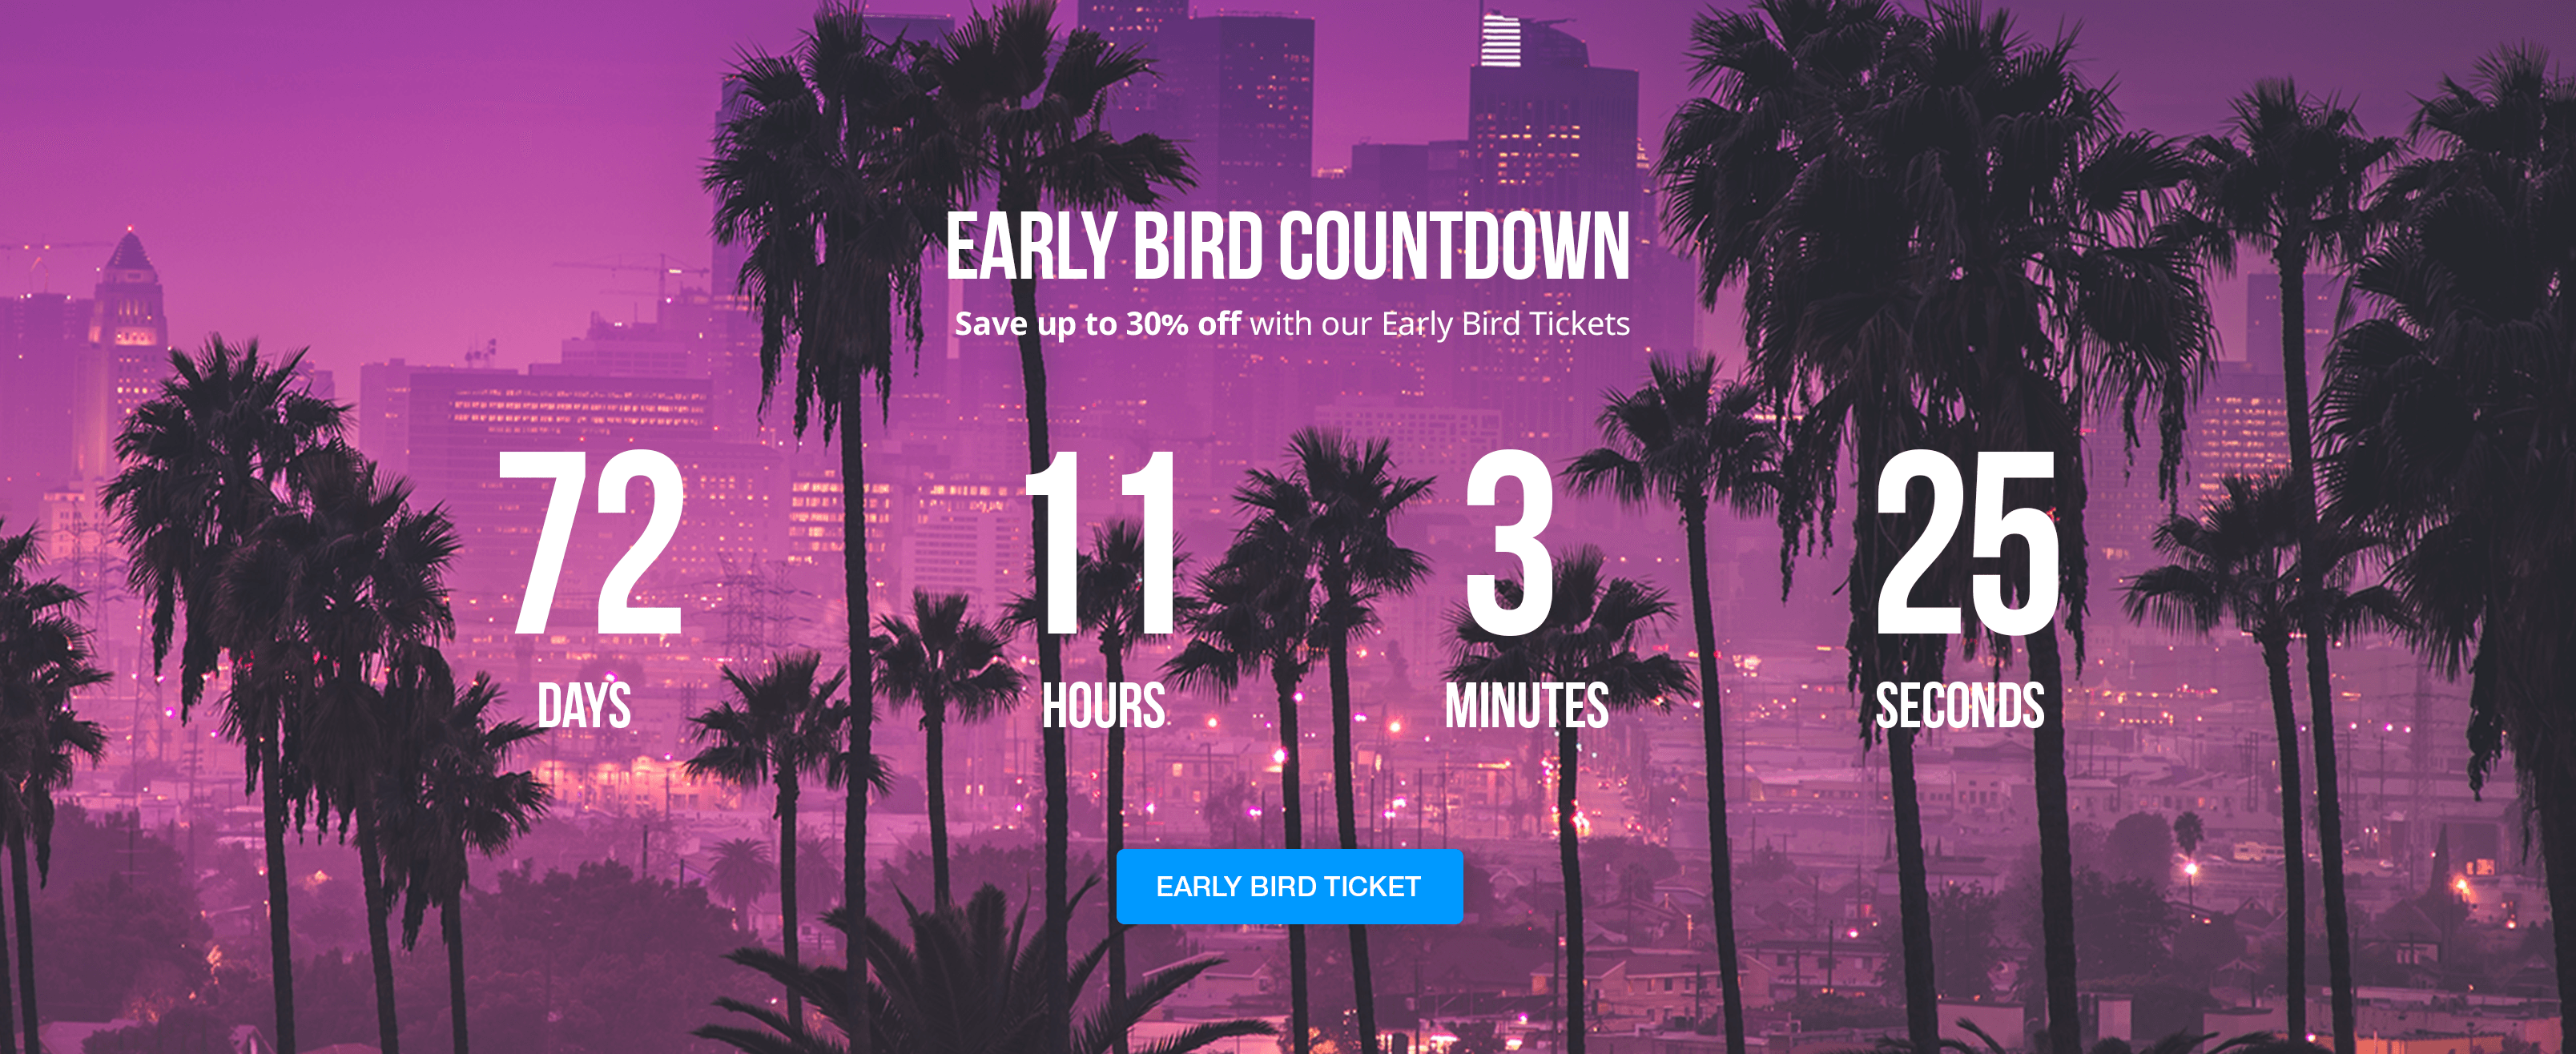 EARLY BIRD COUNTDOWN
Save up to 30% off with our Early Bird Tickets
72 11 3 25
DAYS HOURS MINUTES SECONDS
EARLY BIRD TICKET